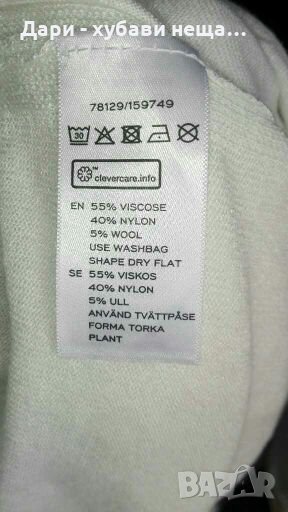 Дари - хубави неща...
78129/159749
30
clevercare.info
EN 55% VISCOSE
40% NYLON
5% WOOL
USE WASHBAG
SHAPE DRY FLAT
SE 55% VISKOS
40% NYLON
5% ULL
ANVÄND TVÄTTPÅSE
FORMA TORKA
PLANT
BAZAR